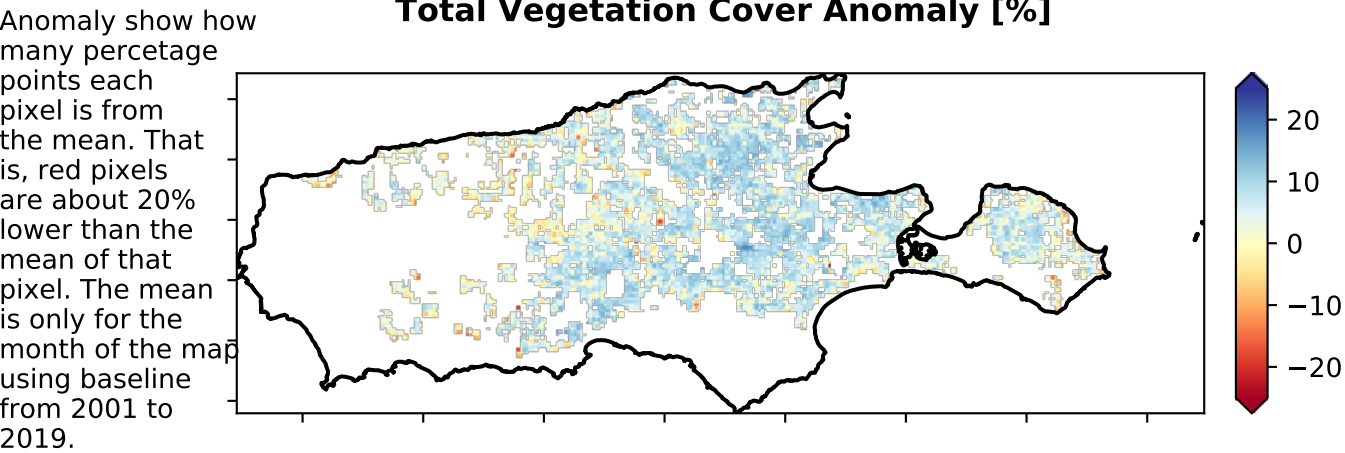 Total Vegetation Cover Anomaly [%]
Anomaly show how
many percetage
points each
pixel is from
the mean. That
is, red pixels
are about 20%
lower than the
mean of that
pixel. The mean
is only for the
month of the map
using baseline
from 2001 to
2019.
20
10
0
−10
−20